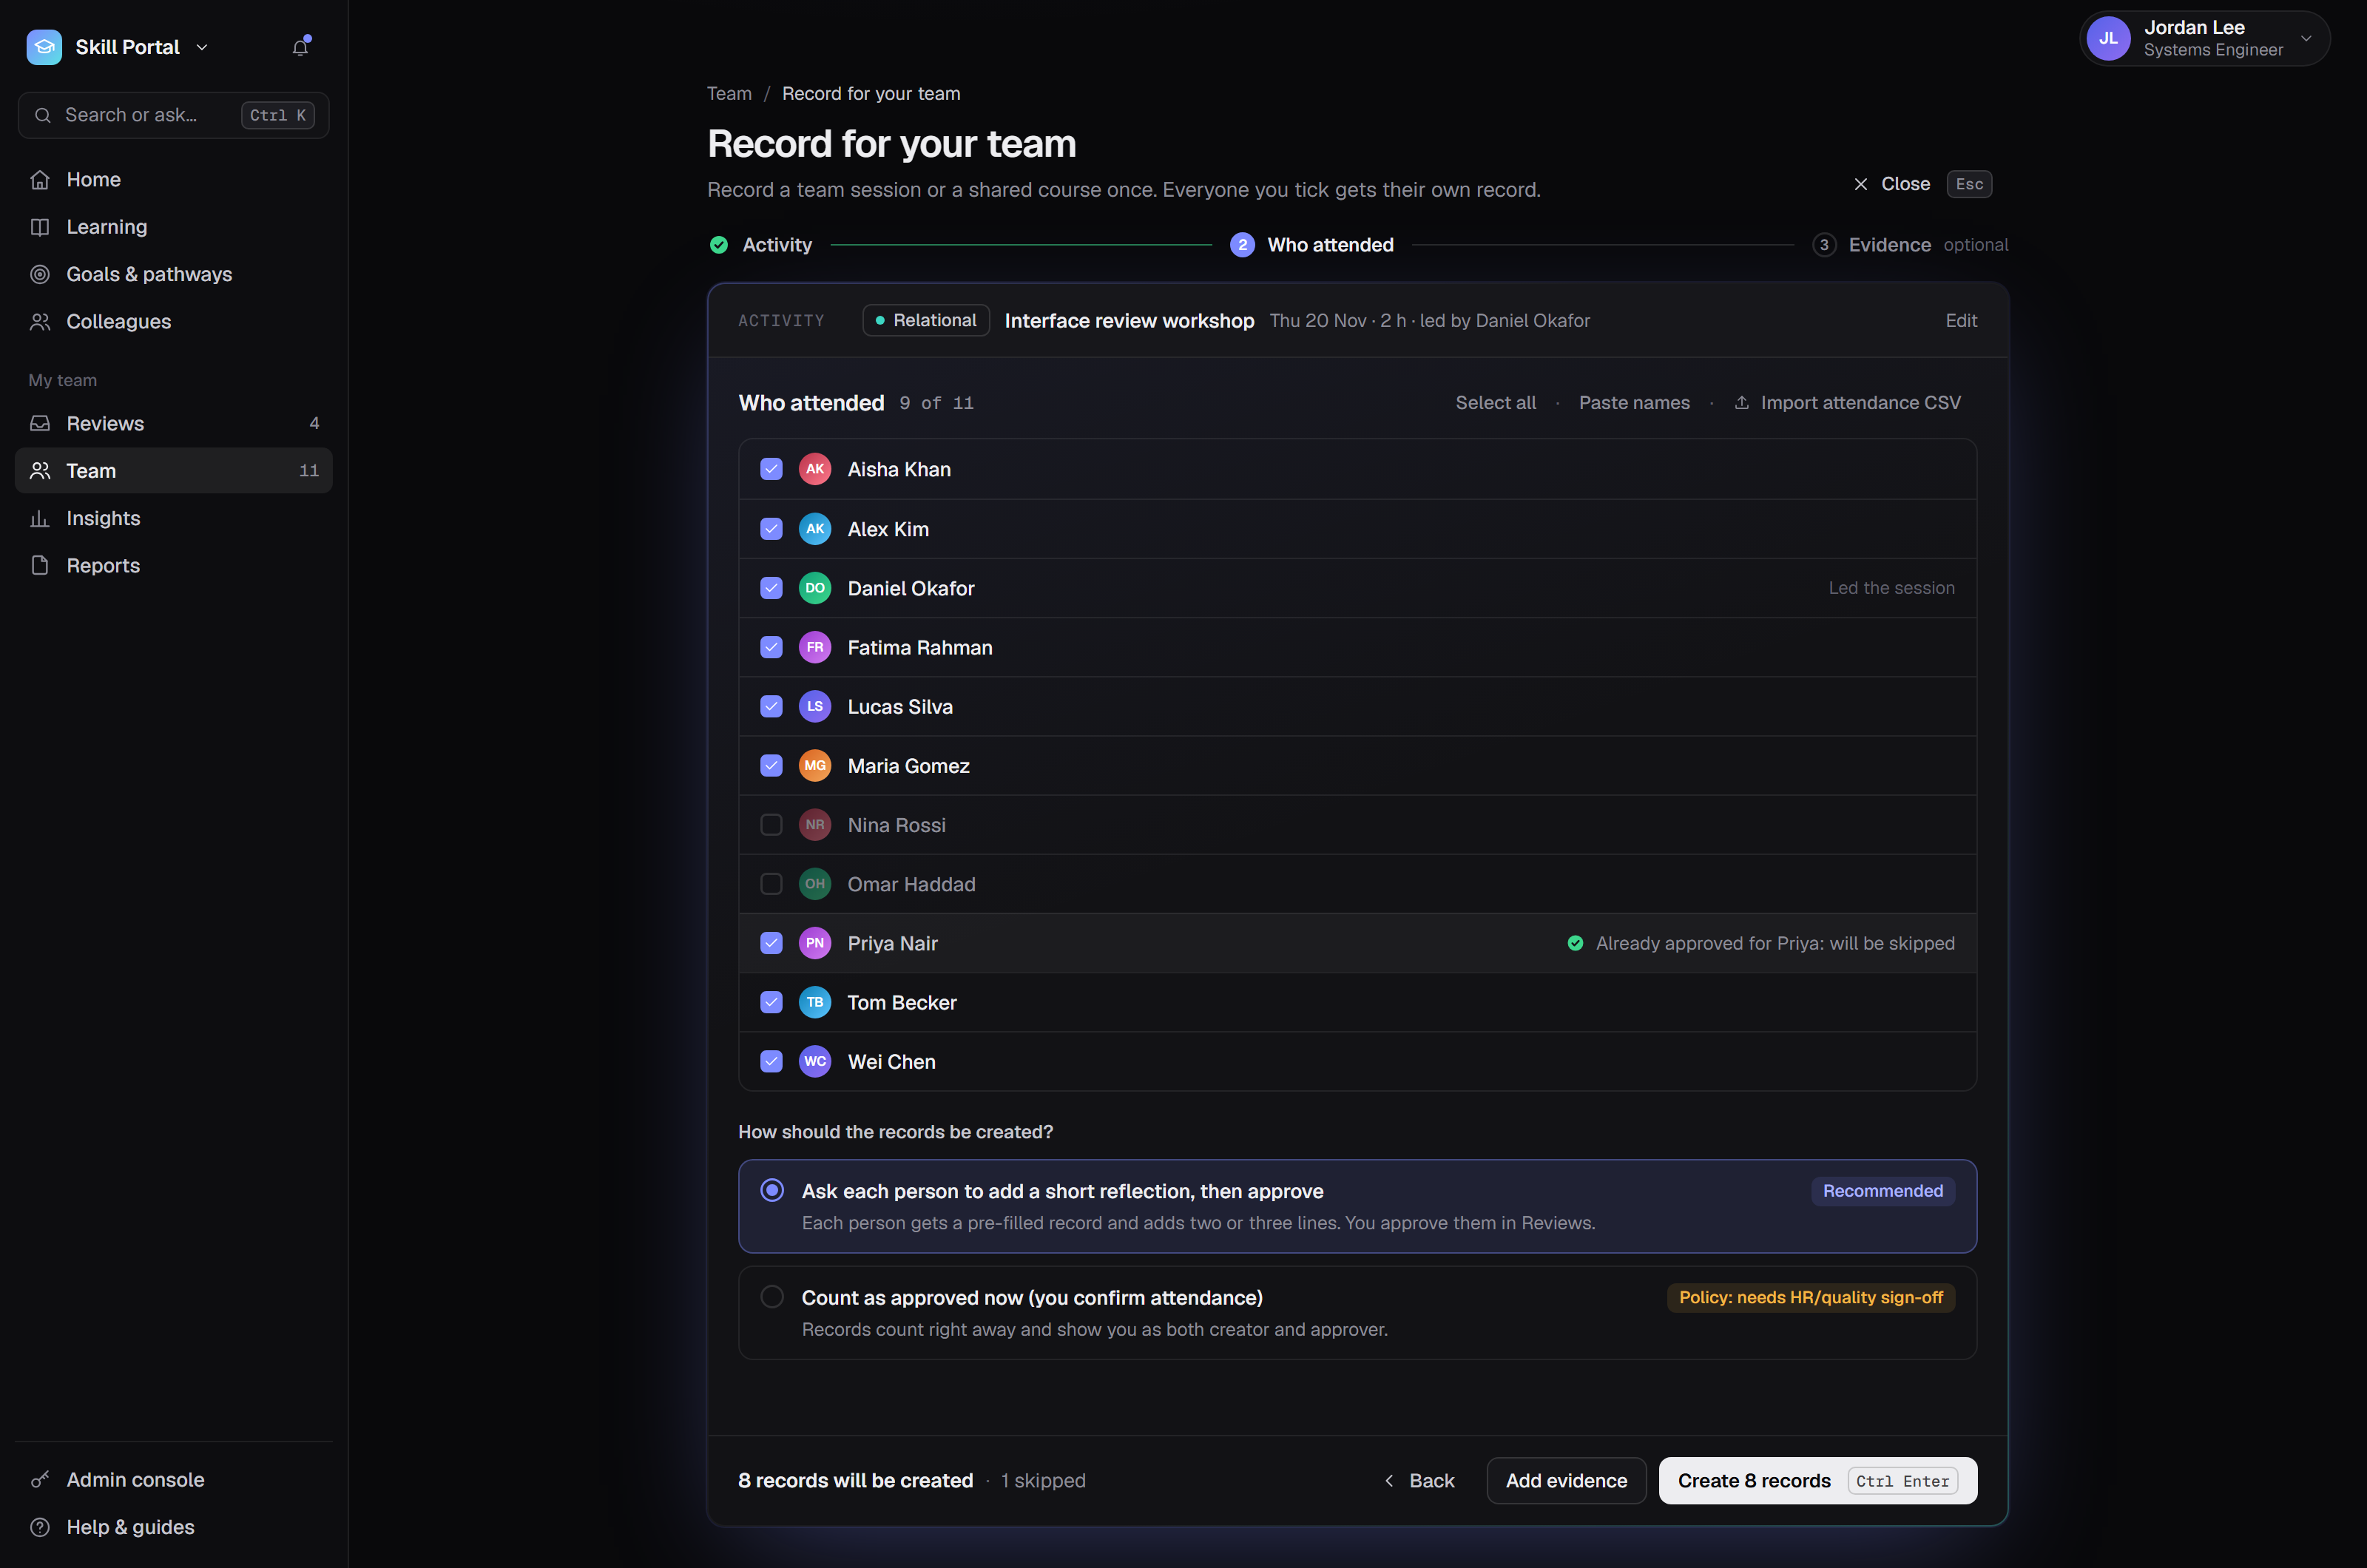 Skill Portal
Search or ask... Ctrl K
Home
Learning
Goals & pathways
Colleagues
My team
Reviews 4
Team 11
Insights
Reports
Admin console
Help & guides
JL Jordan Lee
Systems Engineer
Team / Record for your team
Record for your team
Record a team session or a shared course once. Everyone you tick gets their own record.
Close Esc
Activity 2 Who attended 3 Evidence optional
ACTIVITY Relational Interface review workshop Thu 20 Nov · 2 h · led by Daniel Okafor Edit
Who attended 9 of 11 Select all · Paste names · Import attendance CSV
AK Aisha Khan
AK Alex Kim
DO Daniel Okafor Led the session
FR Fatima Rahman
LS Lucas Silva
MG Maria Gomez
NR Nina Rossi
OH Omar Haddad
PN Priya Nair Already approved for Priya: will be skipped
TB Tom Becker
WC Wei Chen
How should the records be created?
Ask each person to add a short reflection, then approve Recommended
Each person gets a pre-filled record and adds two or three lines. You approve them in Reviews.
Count as approved now (you confirm attendance) Policy: needs HR/quality sign-off
Records count right away and show you as both creator and approver.
8 records will be created · 1 skipped Back Add evidence Create 8 records Ctrl Enter